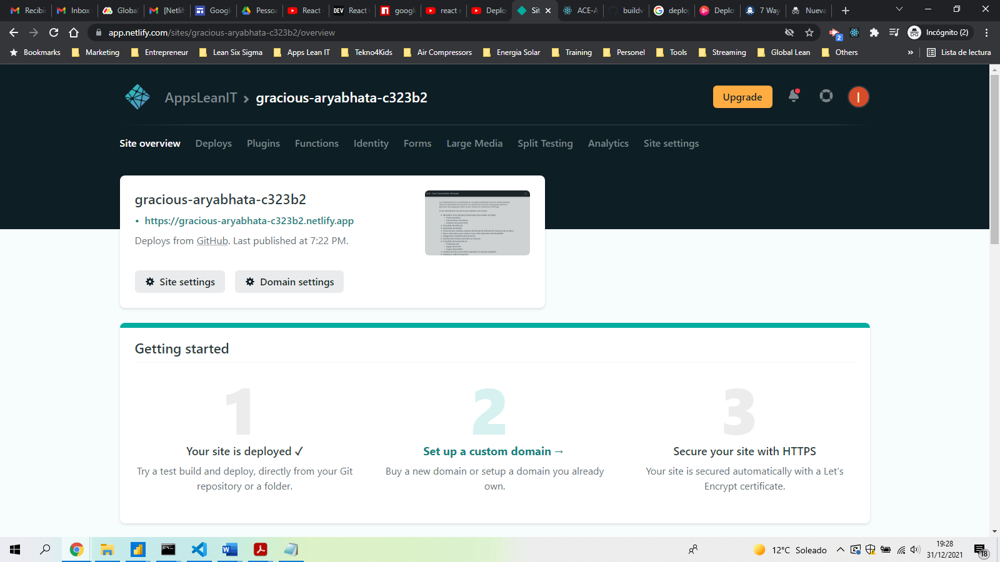 Recibi
Inbox
Global
[Netlif
Googl
Pessoa
React
DEV React
googl
react r
Deplo
Sit
ACE-A
buildv
deploy
Deplo
7 Way
Nueva
app.netlify.com/sites/gracious-aryabhata-c323b2/overview
2
Incógnito (2)
Bookmarks Marketing Entrepreneur Lean Six Sigma Apps Lean IT Tekno4Kids Air Compressors Energia Solar Training Personel Tools Streaming Global Lean Others » Lista de lectura
AppsLeanIT > gracious-aryabhata-c323b2
Upgrade
I
Site overview Deploys Plugins Functions Identity Forms Large Media Split Testing Analytics Site settings
gracious-aryabhata-c323b2
• https://gracious-aryabhata-c323b2.netlify.app
Deploys from GitHub. Last published at 7:22 PM.
Site settings Domain settings
Getting started
1
Your site is deployed ✓
Try a test build and deploy, directly from your Git
repository or a folder.
2
Set up a custom domain →
Buy a new domain or setup a domain you already
own.
3
Secure your site with HTTPS
Your site is secured automatically with a Let's
Encrypt certificate.
12°C Soleado
19:28
31/12/2021
18